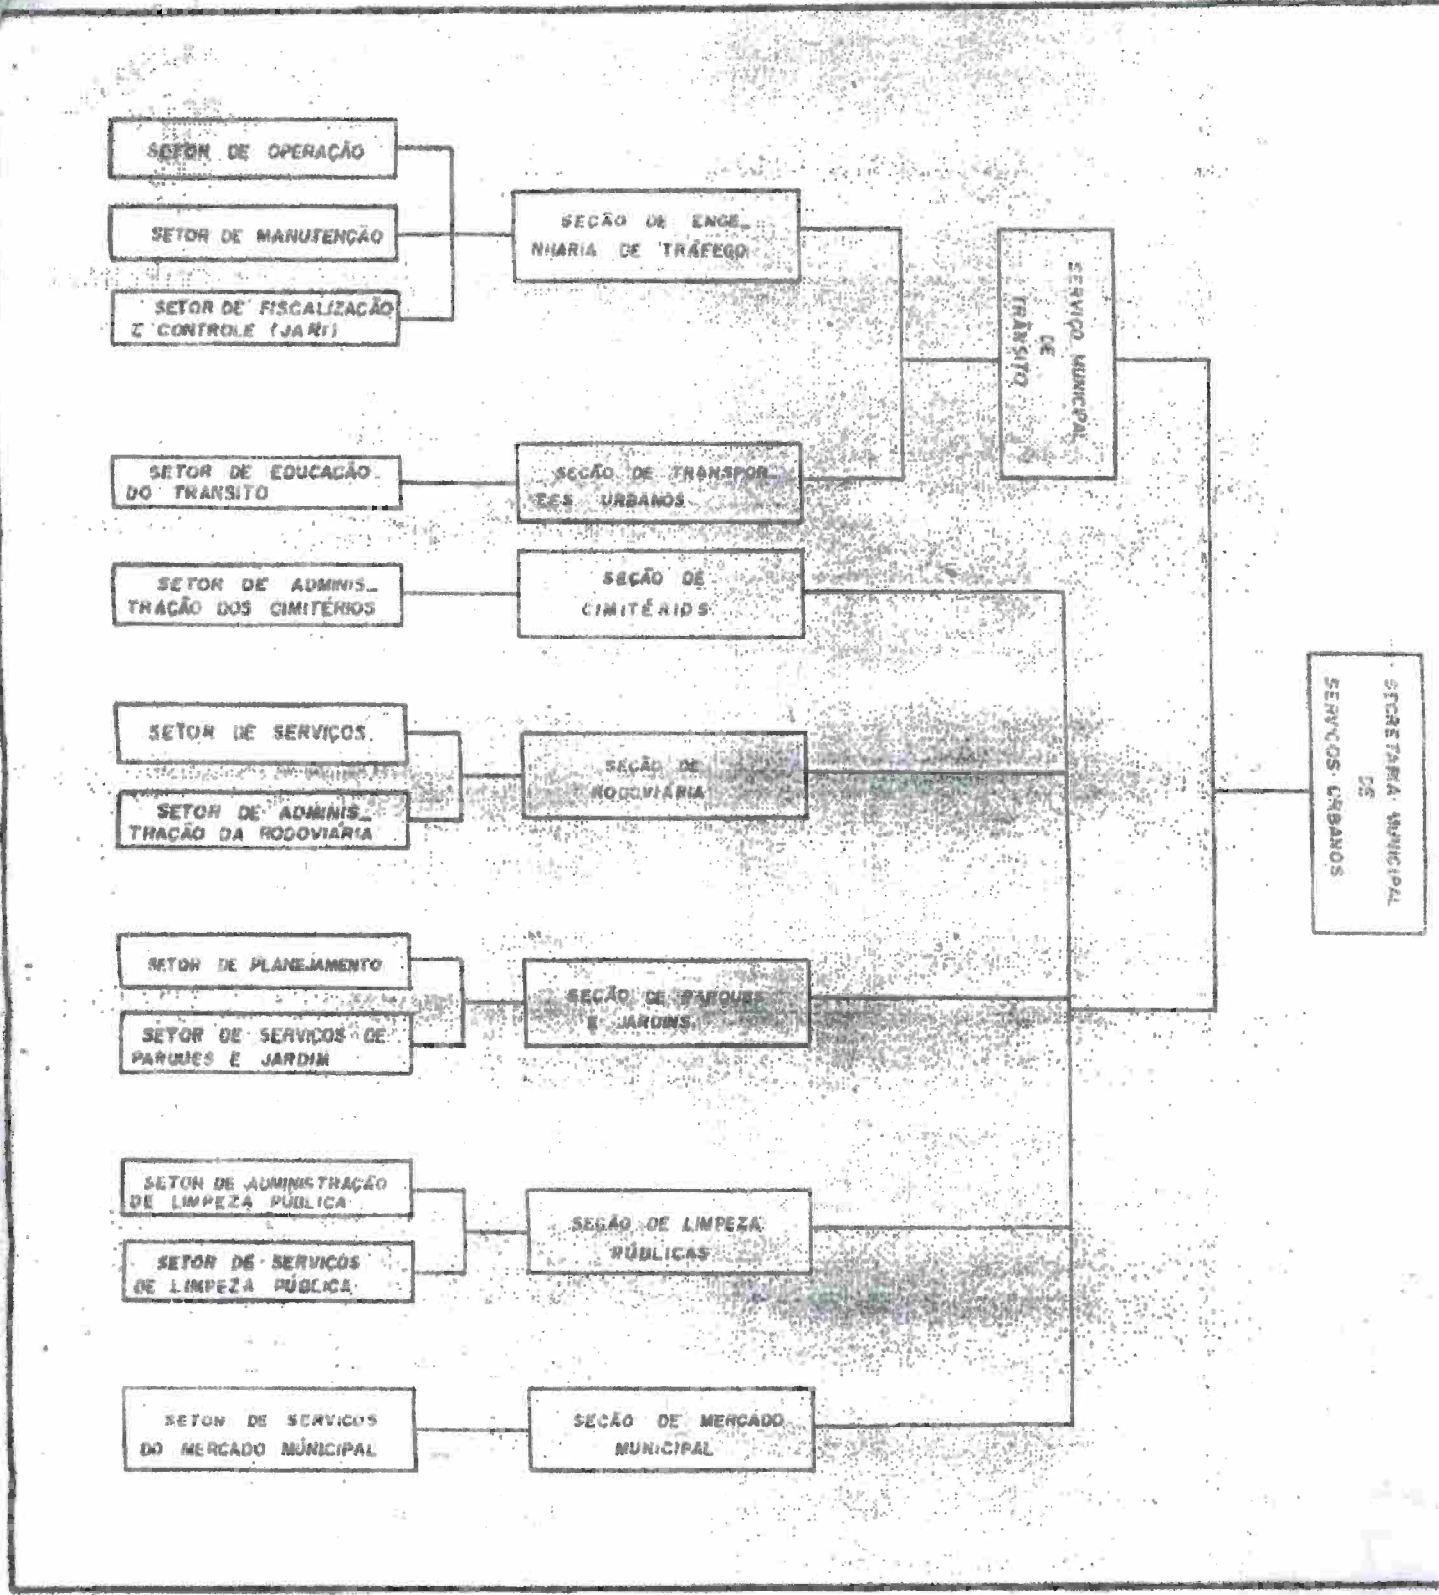 SETOR DE OPERAÇÃO
SETOR DE MANUTENÇÃO
SETOR DE FISCALIZAÇÃO
E CONTROLE (JARI)
SEÇÃO DE ENGE_
NHARIA DE TRÁFEGO
SERVIÇO MUNICIPAL
DE
TRÂNSITO
SETOR DE EDUCAÇÃO
DO TRANSITO
SEÇÃO DE TRANSPOR_
TES URBANOS
SETOR DE ADMINIS_
TRAÇÃO DOS CIMITÉRIOS
SEÇÃO DE
CIMITÉRIOS
SECRETARIA MUNICIPAL
DE
SERVIÇOS URBANOS
SETOR DE SERVIÇOS
SETOR DE ADMINIS_
TRAÇÃO DA RODOVIÁRIA
SEÇÃO DE
RODOVIÁRIA
SETOR DE PLANEJAMENTO
SETOR DE SERVIÇOS DE
PARQUES E JARDIM
SEÇÃO DE PARQUES
E JARDINS
SETOR DE ADMINISTRAÇÃO
DE LIMPEZA PÚBLICA
SETOR DE SERVIÇOS
DE LIMPEZA PÚBLICA
SEÇÃO DE LIMPEZA
PÚBLICAS
SETOR DE SERVICOS
DO MERCADO MÚNICIPAL
SEÇÃO DE MERCADO
MUNICIPAL